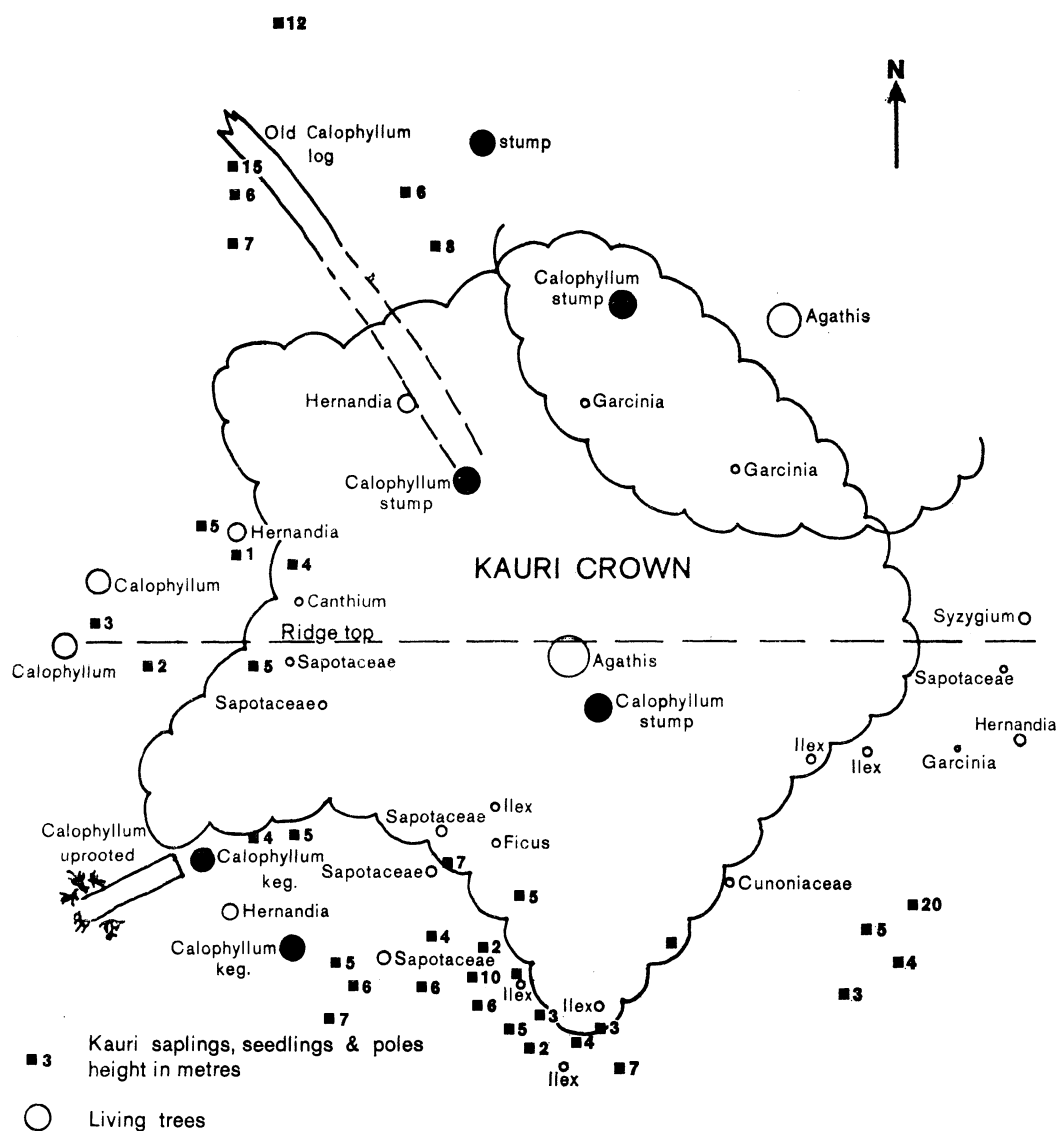 12
N
Old Calophyllum
log
stump
15
6
6
7
8
Calophyllum
stump
Agathis
Hernandia
Garcinia
Garcinia
Calophyllum
stump
5
Hernandia
1
4
KAURI CROWN
Calophyllum
Canthium
3
Syzygium
Ridge top
Calophyllum
2
5
Sapotaceae
Agathis
Sapotaceae
Sapotaceae
Calophyllum
stump
Hernandia
Ilex
Ilex
Garcinia
Ilex
Sapotaceae
Calophyllum
uprooted
4
5
Ficus
Calophyllum
keg.
7
Sapotaceae
Cunoniaceae
5
20
Hernandia
5
4
2
Calophyllum
keg.
Sapotaceae
5
4
10
6
6
Ilex
3
6
Ilex
7
3
5
3
4
2
Ilex
7
3
Kauri saplings, seedlings & poles
height in metres
Living trees